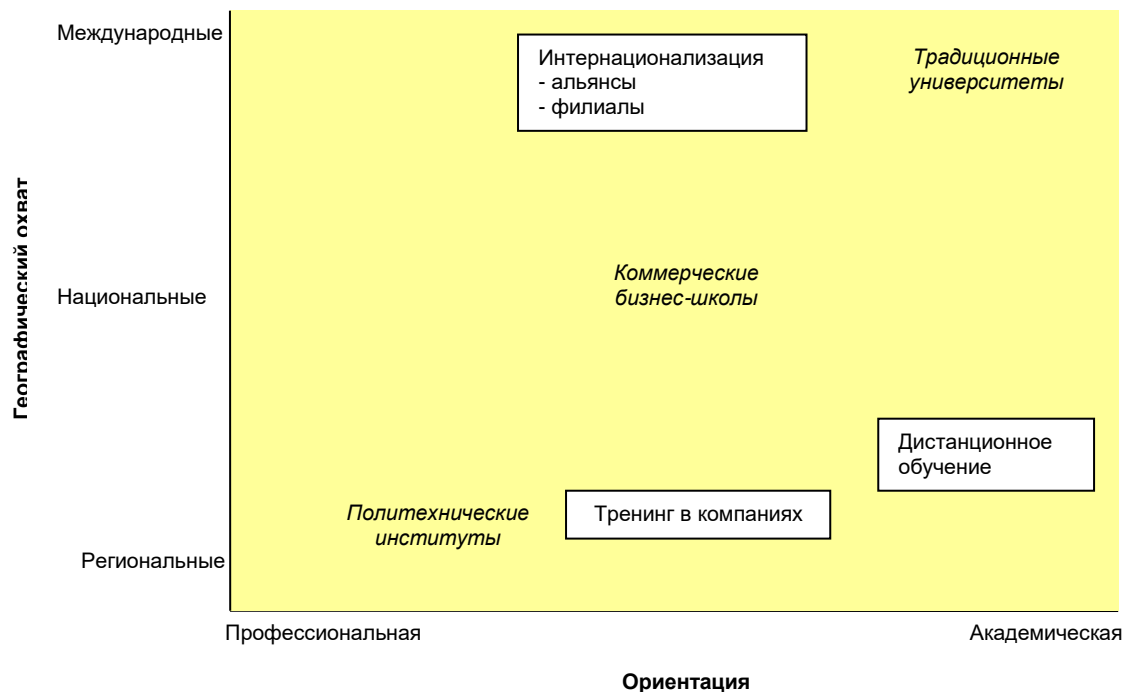 Международные
Интернационализация
- альянсы
- филиалы
Традиционные
университеты
Географический охват
Национальные
Коммерческие
бизнес-школы
Дистанционное
обучение
Политехнические
институты
Тренинг в компаниях
Региональные
Профессиональная
Академическая
Ориентация